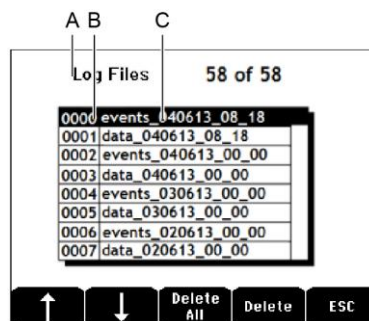 A B C
Log Files 58 of 58
0000 events_040613_08_18
0001 data_040613_08_18
0002 events_040613_00_00
0003 data_040613_00_00
0004 events_030613_00_00
0005 data_030613_00_00
0006 events_020613_00_00
0007 data_020613_00_00
↑ ↓ Delete All Delete ESC